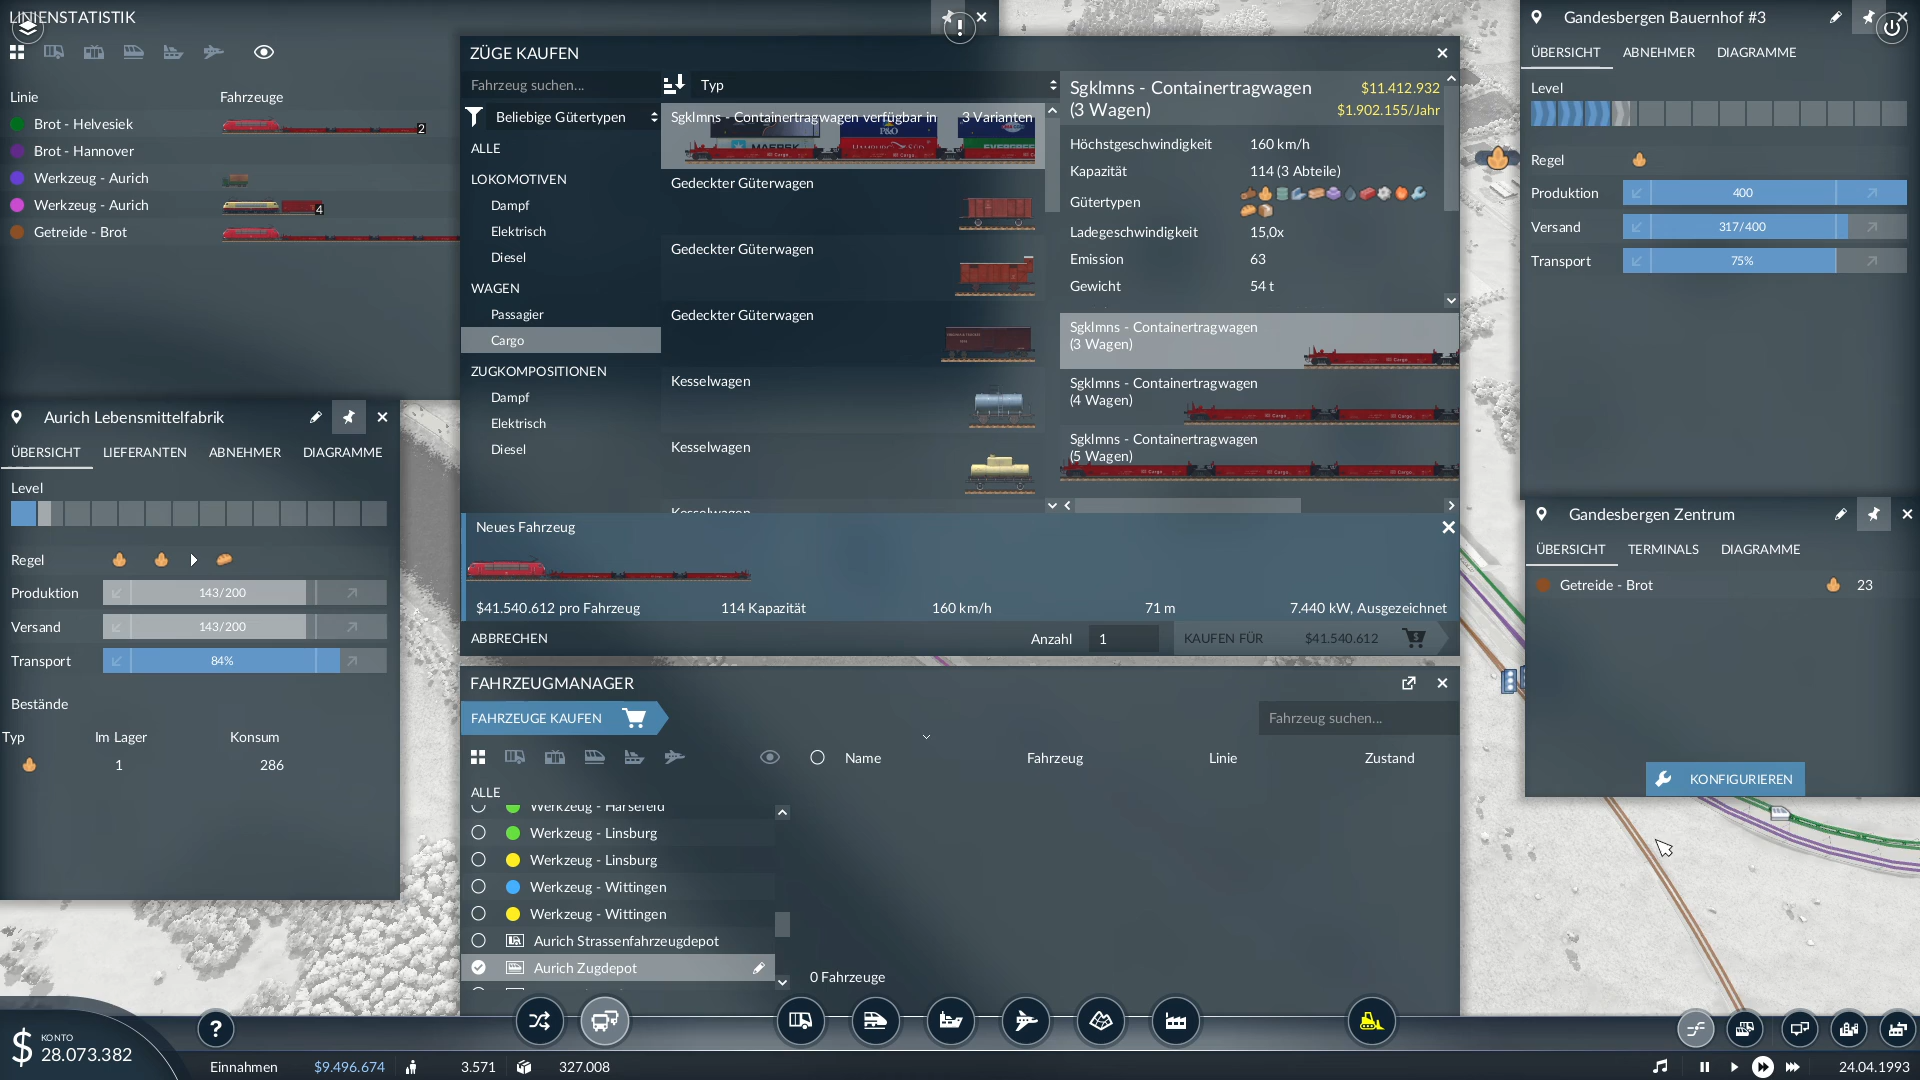 LINIENSTATISTIK
Linie
Fahrzeuge
Brot - Helvesiek
2
Brot - Hannover
Werkzeug - Aurich
Werkzeug - Aurich
4
Getreide - Brot
ZÜGE KAUFEN
Fahrzeug suchen...
Typ
Beliebige Gütertypen
ALLE
LOKOMOTIVEN
Dampf
Elektrisch
Diesel
WAGEN
Passagier
Cargo
ZUGKOMPOSITIONEN
Dampf
Elektrisch
Diesel
Sgklmns - Containertragwagen verfügbar in
3 Varianten
P&O
MAERSK
HAMBURG SÜD
EVERGREEN
Gedeckter Güterwagen
Gedeckter Güterwagen
Gedeckter Güterwagen
Kesselwagen
Kesselwagen
Kesselwagen
Sgklmns - Containertragwagen
(3 Wagen)
$11.412.932
$1.902.155/Jahr
Höchstgeschwindigkeit
160 km/h
Kapazität
114 (3 Abteile)
Gütertypen
Ladegeschwindigkeit
15,0x
Emission
63
Gewicht
54 t
Sgklmns - Containertragwagen
(3 Wagen)
Sgklmns - Containertragwagen
(4 Wagen)
Sgklmns - Containertragwagen
(5 Wagen)
Neues Fahrzeug
$41.540.612 pro Fahrzeug
114 Kapazität
160 km/h
71 m
7.440 kW, Ausgezeichnet
ABBRECHEN
Anzahl
1
KAUFEN FÜR
$41.540.612
FAHRZEUGMANAGER
FAHRZEUGE KAUFEN
Fahrzeug suchen...
Name
Fahrzeug
Linie
Zustand
ALLE
Werkzeug - Harsefeld
Werkzeug - Linsburg
Werkzeug - Linsburg
Werkzeug - Wittingen
Werkzeug - Wittingen
Aurich Strassenfahrzeugdepot
Aurich Zugdepot
0 Fahrzeuge
Aurich Lebensmittelfabrik
ÜBERSICHT
LIEFERANTEN
ABNEHMER
DIAGRAMME
Level
Regel
Produktion
143/200
Versand
143/200
Transport
84%
Bestände
Typ
Im Lager
Konsum
1
286
Gandesbergen Bauernhof #3
ÜBERSICHT
ABNEHMER
DIAGRAMME
Level
Regel
Produktion
400
Versand
317/400
Transport
75%
Gandesbergen Zentrum
ÜBERSICHT
TERMINALS
DIAGRAMME
Getreide - Brot
23
KONFIGURIEREN
$
KONTO
28.073.382
?
Einnahmen
$9.496.674
3.571
327.008
24.04.1993